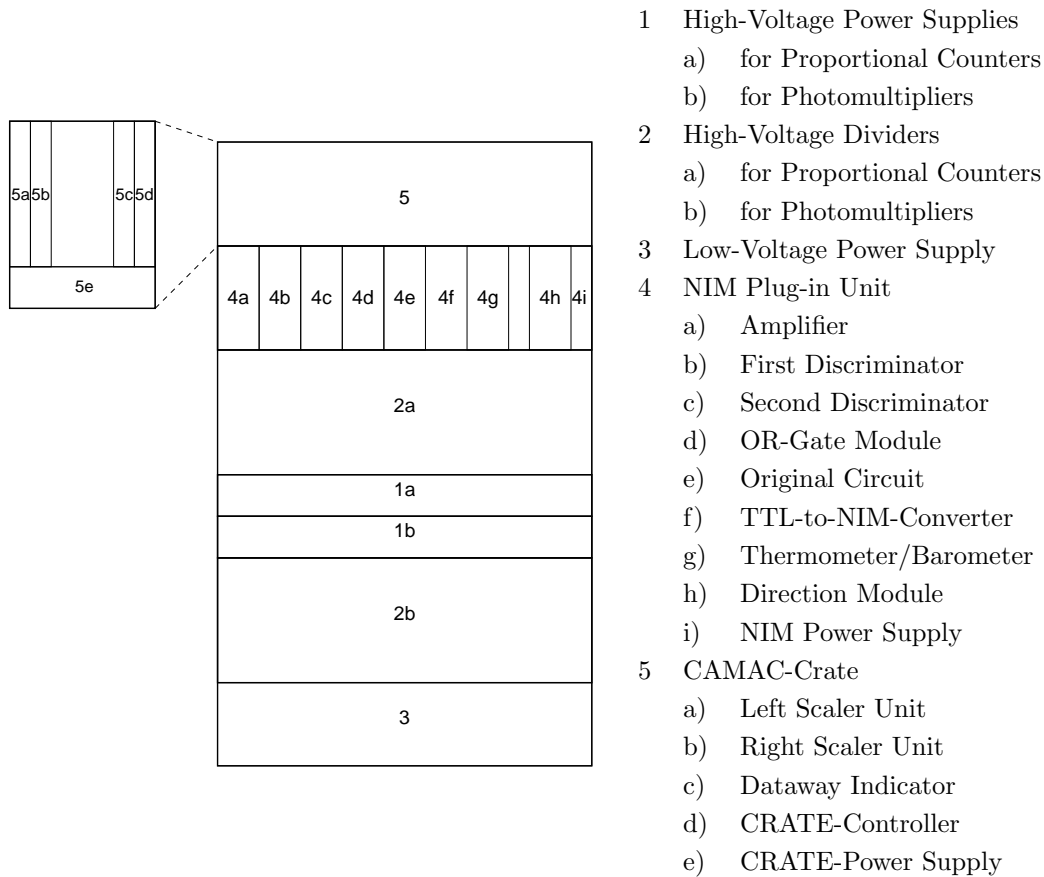 5a 5b 5c 5d
5e
5
4a 4b 4c 4d 4e 4f 4g 4h 4i
2a
1a
1b
2b
3
1 High-Voltage Power Supplies
a) for Proportional Counters
b) for Photomultipliers
2 High-Voltage Dividers
a) for Proportional Counters
b) for Photomultipliers
3 Low-Voltage Power Supply
4 NIM Plug-in Unit
a) Amplifier
b) First Discriminator
c) Second Discriminator
d) OR-Gate Module
e) Original Circuit
f) TTL-to-NIM-Converter
g) Thermometer/Barometer
h) Direction Module
i) NIM Power Supply
5 CAMAC-Crate
a) Left Scaler Unit
b) Right Scaler Unit
c) Dataway Indicator
d) CRATE-Controller
e) CRATE-Power Supply